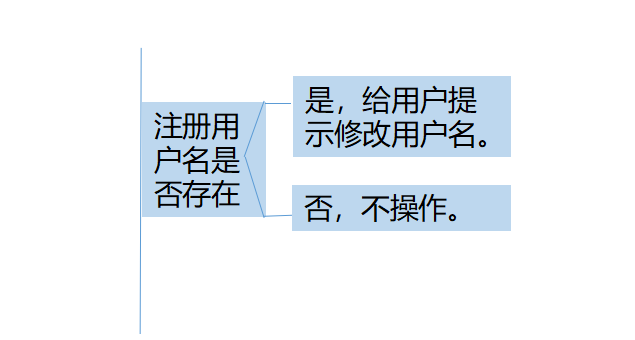 注册用
户名是
否存在
是，给用户提
示修改用户名。
否，不操作。